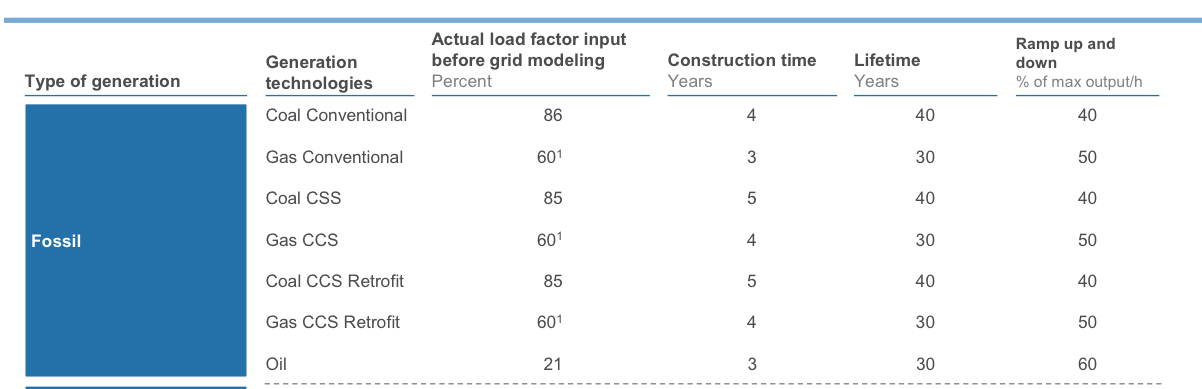 Type of generation
Generation
technologies
Actual load factor input
before grid modeling
Percent
Construction time
Years
Lifetime
Years
Ramp up and
down
% of max output/h
Fossil
Coal Conventional 86 4 40 40
Gas Conventional 60¹ 3 30 50
Coal CSS 85 5 40 40
Gas CCS 60¹ 4 30 50
Coal CCS Retrofit 85 5 40 40
Gas CCS Retrofit 60¹ 4 30 50
Oil 21 3 30 60